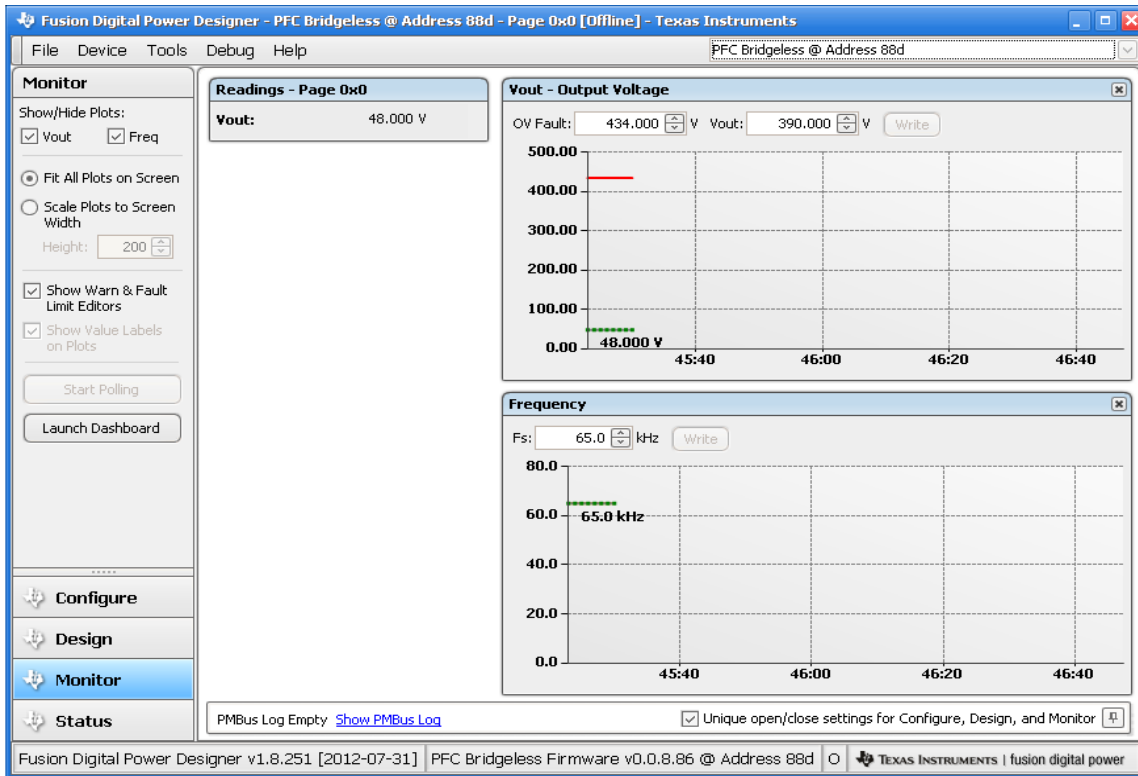 Fusion Digital Power Designer - PFC Bridgeless @ Address 88d - Page 0x0 [Offline] - Texas Instruments
File Device Tools Debug Help
PFC Bridgeless @ Address 88d
Monitor
Show/Hide Plots:
Vout Freq
Fit All Plots on Screen
Scale Plots to Screen
Width
Height: 200
Show Warn & Fault
Limit Editors
Show Value Labels
on Plots
Start Polling
Launch Dashboard
Configure
Design
Monitor
Status
Readings - Page 0x0
Vout: 48.000 V
Vout - Output Voltage
OV Fault: 434.000 V Vout: 390.000 V Write
500.00
400.00
300.00
200.00
100.00
0.00
48.000 V
45:40 46:00 46:20 46:40
Frequency
Fs: 65.0 kHz Write
80.0
60.0
40.0
20.0
0.0
65.0 kHz
45:40 46:00 46:20 46:40
PMBus Log Empty Show PMBus Log
Unique open/close settings for Configure, Design, and Monitor
Fusion Digital Power Designer v1.8.251 [2012-07-31] PFC Bridgeless Firmware v0.0.8.86 @ Address 88d O TEXAS INSTRUMENTS | fusion digital power